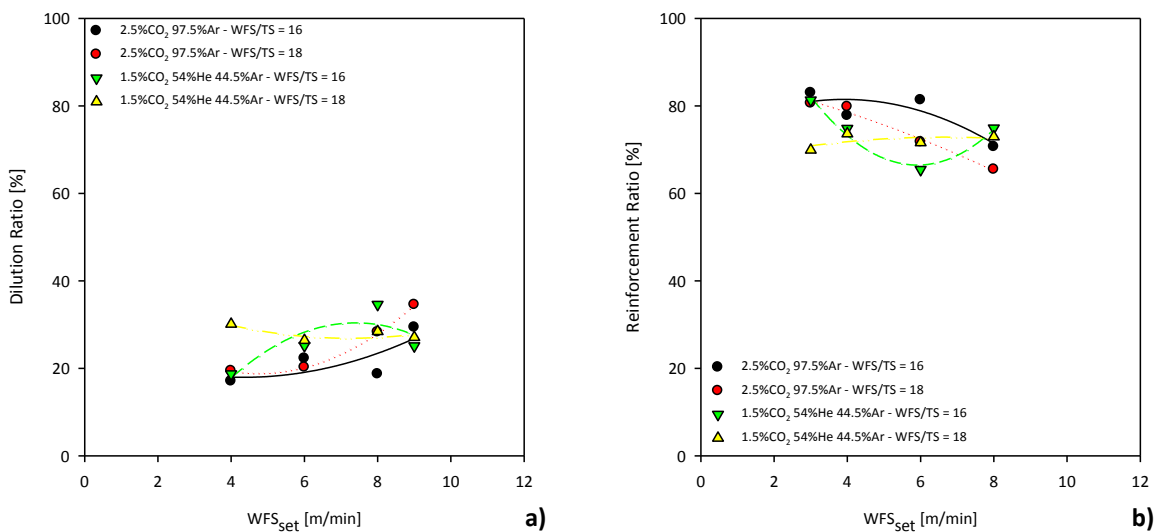 Dilution Ratio [%]
100
80
60
40
20
0
2.5%CO₂ 97.5%Ar - WFS/TS = 16
2.5%CO₂ 97.5%Ar - WFS/TS = 18
1.5%CO₂ 54%He 44.5%Ar - WFS/TS = 16
1.5%CO₂ 54%He 44.5%Ar - WFS/TS = 18
0 2 4 6 8 10 12
WFSset [m/min]
a)
Reinforcement Ratio [%]
100
80
60
40
20
0
2.5%CO₂ 97.5%Ar - WFS/TS = 16
2.5%CO₂ 97.5%Ar - WFS/TS = 18
1.5%CO₂ 54%He 44.5%Ar - WFS/TS = 16
1.5%CO₂ 54%He 44.5%Ar - WFS/TS = 18
0 2 4 6 8 10 12
WFSset [m/min]
b)